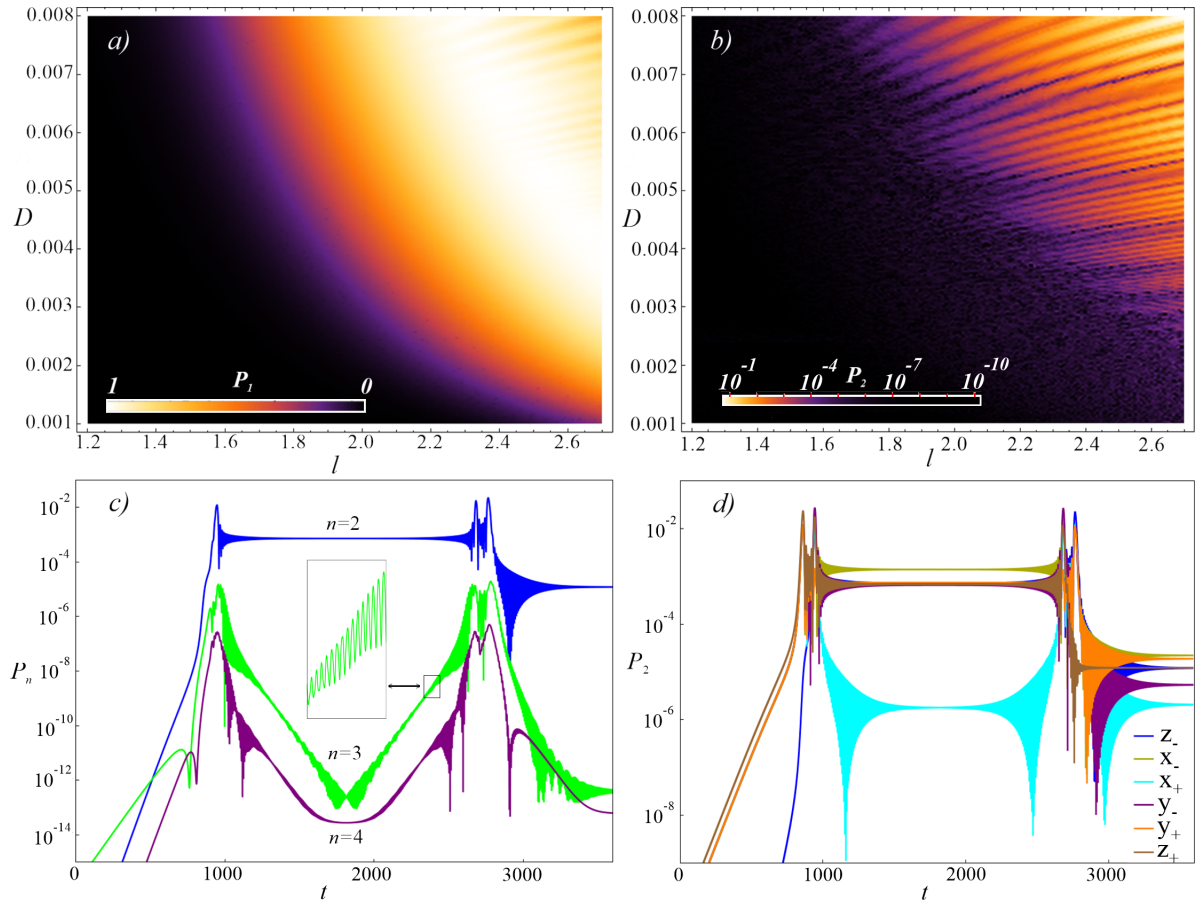 a)
0.008
0.007
0.006
0.005
D
0.004
0.003
0.002
0.001
1 P1 0
1.2 1.4 1.6 1.8 2.0 2.2 2.4 2.6
l
b)
0.008
0.007
0.006
0.005
D
0.004
0.003
0.002
0.001
10^-1 10^-4 P2 10^-7 10^-10
1.2 1.4 1.6 1.8 2.0 2.2 2.4 2.6
l
c)
10^-2
10^-4
10^-6
10^-8
Pn
10^-10
10^-12
10^-14
n=2
n=3
n=4
0 1000 2000 3000
t
d)
10^-2
10^-4
P2
10^-6
10^-8
z-
x-
x+
y-
y+
z+
0 1000 2000 3000
t